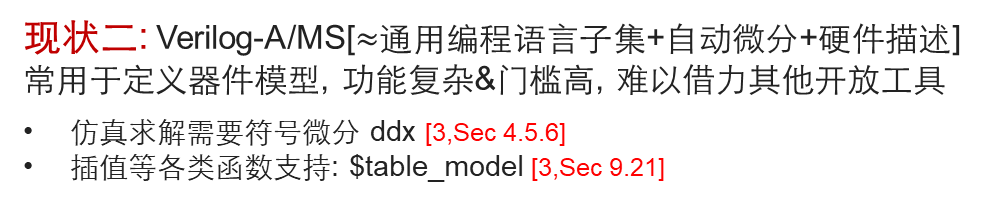 现状二: Verilog-A/MS[≈通用编程语言子集+自动微分+硬件描述]
常用于定义器件模型, 功能复杂&门槛高, 难以借力其他开放工具
• 仿真求解需要符号微分 ddx [3,Sec 4.5.6]
• 插值等各类函数支持: $table_model [3,Sec 9.21]